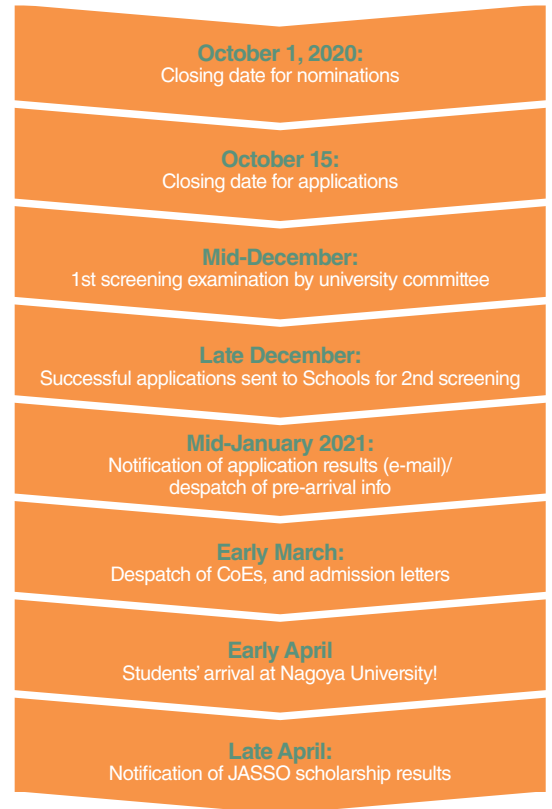 October 1, 2020:
Closing date for nominations
October 15:
Closing date for applications
Mid-December:
1st screening examination by university committee
Late December:
Successful applications sent to Schools for 2nd screening
Mid-January 2021:
Notification of application results (e-mail)/
despatch of pre-arrival info
Early March:
Despatch of CoEs, and admission letters
Early April
Students' arrival at Nagoya University!
Late April:
Notification of JASSO scholarship results